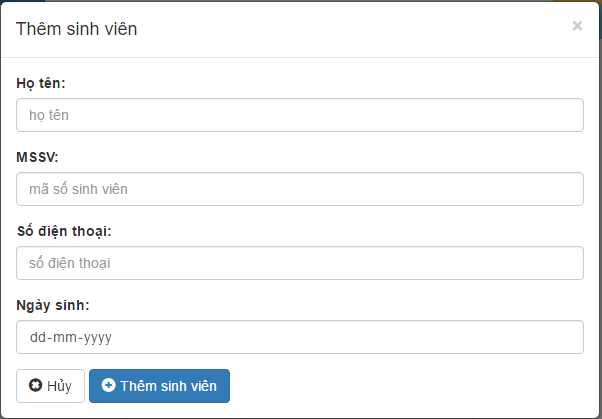 Thêm sinh viên ×
Họ tên:
họ tên
MSSV:
mã số sinh viên
Số điện thoại:
số điện thoại
Ngày sinh:
dd-mm-yyyy
Hủy Thêm sinh viên